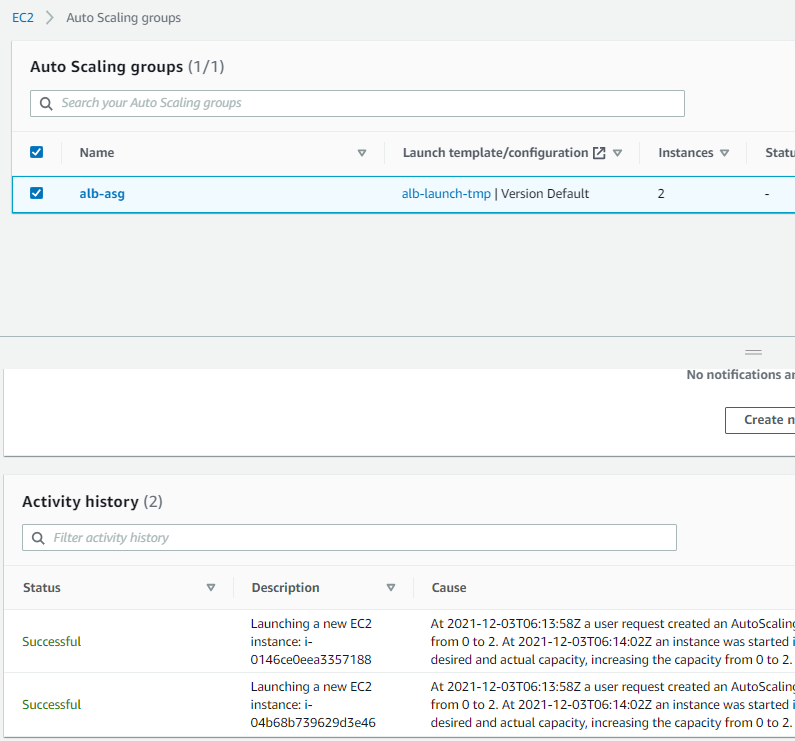 EC2 > Auto Scaling groups
Auto Scaling groups (1/1)
Search your Auto Scaling groups
Name Launch template/configuration Instances Statu
alb-asg alb-launch-tmp | Version Default 2 -
No notifications a
Create n
Activity history (2)
Filter activity history
Status Description Cause
Successful
Launching a new EC2
instance: i-
0146ce0eea3357188
At 2021-12-03T06:13:58Z a user request created an AutoScaling
from 0 to 2. At 2021-12-03T06:14:02Z an instance was started i
desired and actual capacity, increasing the capacity from 0 to 2.
Successful
Launching a new EC2
instance: i-
04b68b739629d3e46
At 2021-12-03T06:13:58Z a user request created an AutoScaling
from 0 to 2. At 2021-12-03T06:14:02Z an instance was started i
desired and actual capacity, increasing the capacity from 0 to 2.